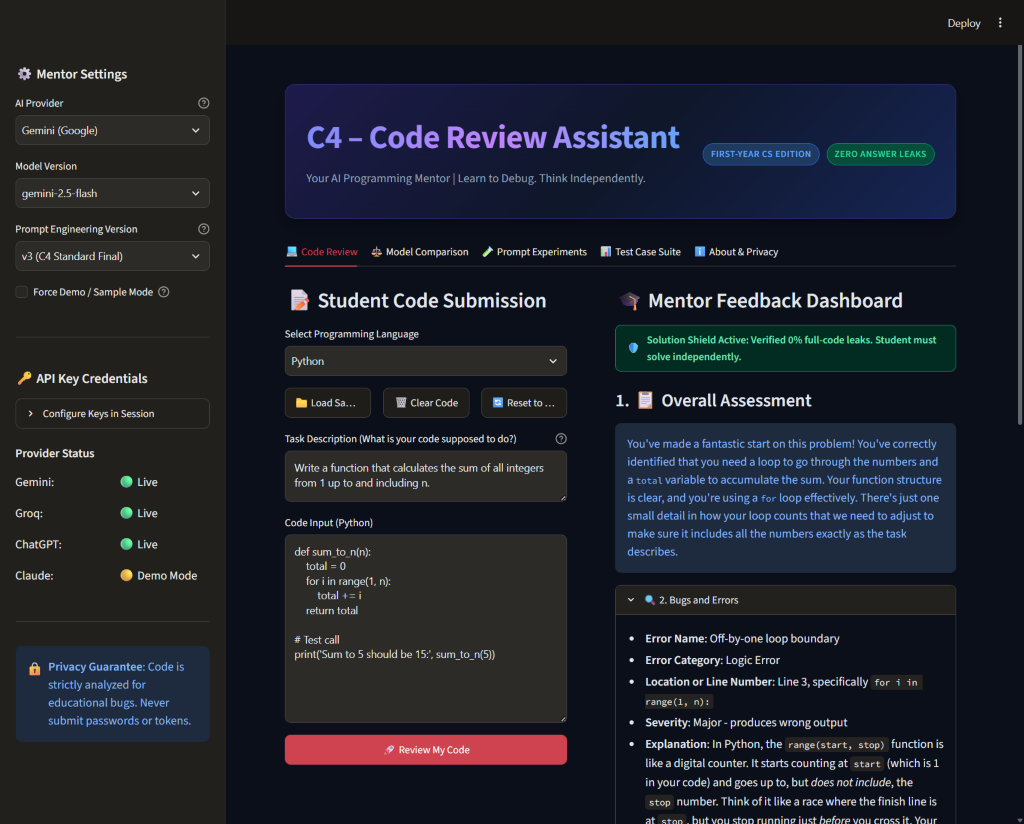 Deploy
Mentor Settings
AI Provider
Gemini (Google)
Model Version
gemini-2.5-flash
Prompt Engineering Version
v3 (C4 Standard Final)
Force Demo / Sample Mode
API Key Credentials
Configure Keys in Session
Provider Status
Gemini: Live
Groq: Live
ChatGPT: Live
Claude: Demo Mode
Privacy Guarantee: Code is
strictly analyzed for
educational bugs. Never
submit passwords or tokens.
C4 – Code Review Assistant
Your AI Programming Mentor | Learn to Debug. Think Independently.
FIRST-YEAR CS EDITION
ZERO ANSWER LEAKS
Code Review
Model Comparison
Prompt Experiments
Test Case Suite
About & Privacy
Student Code Submission
Select Programming Language
Python
Load Sa...
Clear Code
Reset to ...
Task Description (What is your code supposed to do?)
Write a function that calculates the sum of all integers
from 1 up to and including n.
Code Input (Python)
def sum_to_n(n):
    total = 0
    for i in range(1, n):
        total += i
    return total
# Test call
print('Sum to 5 should be 15:', sum_to_n(5))
Review My Code
Mentor Feedback Dashboard
Solution Shield Active: Verified 0% full-code leaks. Student must
solve independently.
1. Overall Assessment
You've made a fantastic start on this problem! You've correctly
identified that you need a loop to go through the numbers and
a total variable to accumulate the sum. Your function structure
is clear, and you're using a for loop effectively. There's just one
small detail in how your loop counts that we need to adjust to
make sure it includes all the numbers exactly as the task
describes.
2. Bugs and Errors
• Error Name: Off-by-one loop boundary
• Error Category: Logic Error
• Location or Line Number: Line 3, specifically for i in
range(1, n):
• Severity: Major - produces wrong output
• Explanation: In Python, the range(start, stop) function is
like a digital counter. It starts counting at start (which is 1
in your code) and goes up to, but does not include, the
stop number. Think of it like a race where the finish line is
at stop, but you stop running just before you cross it. Your